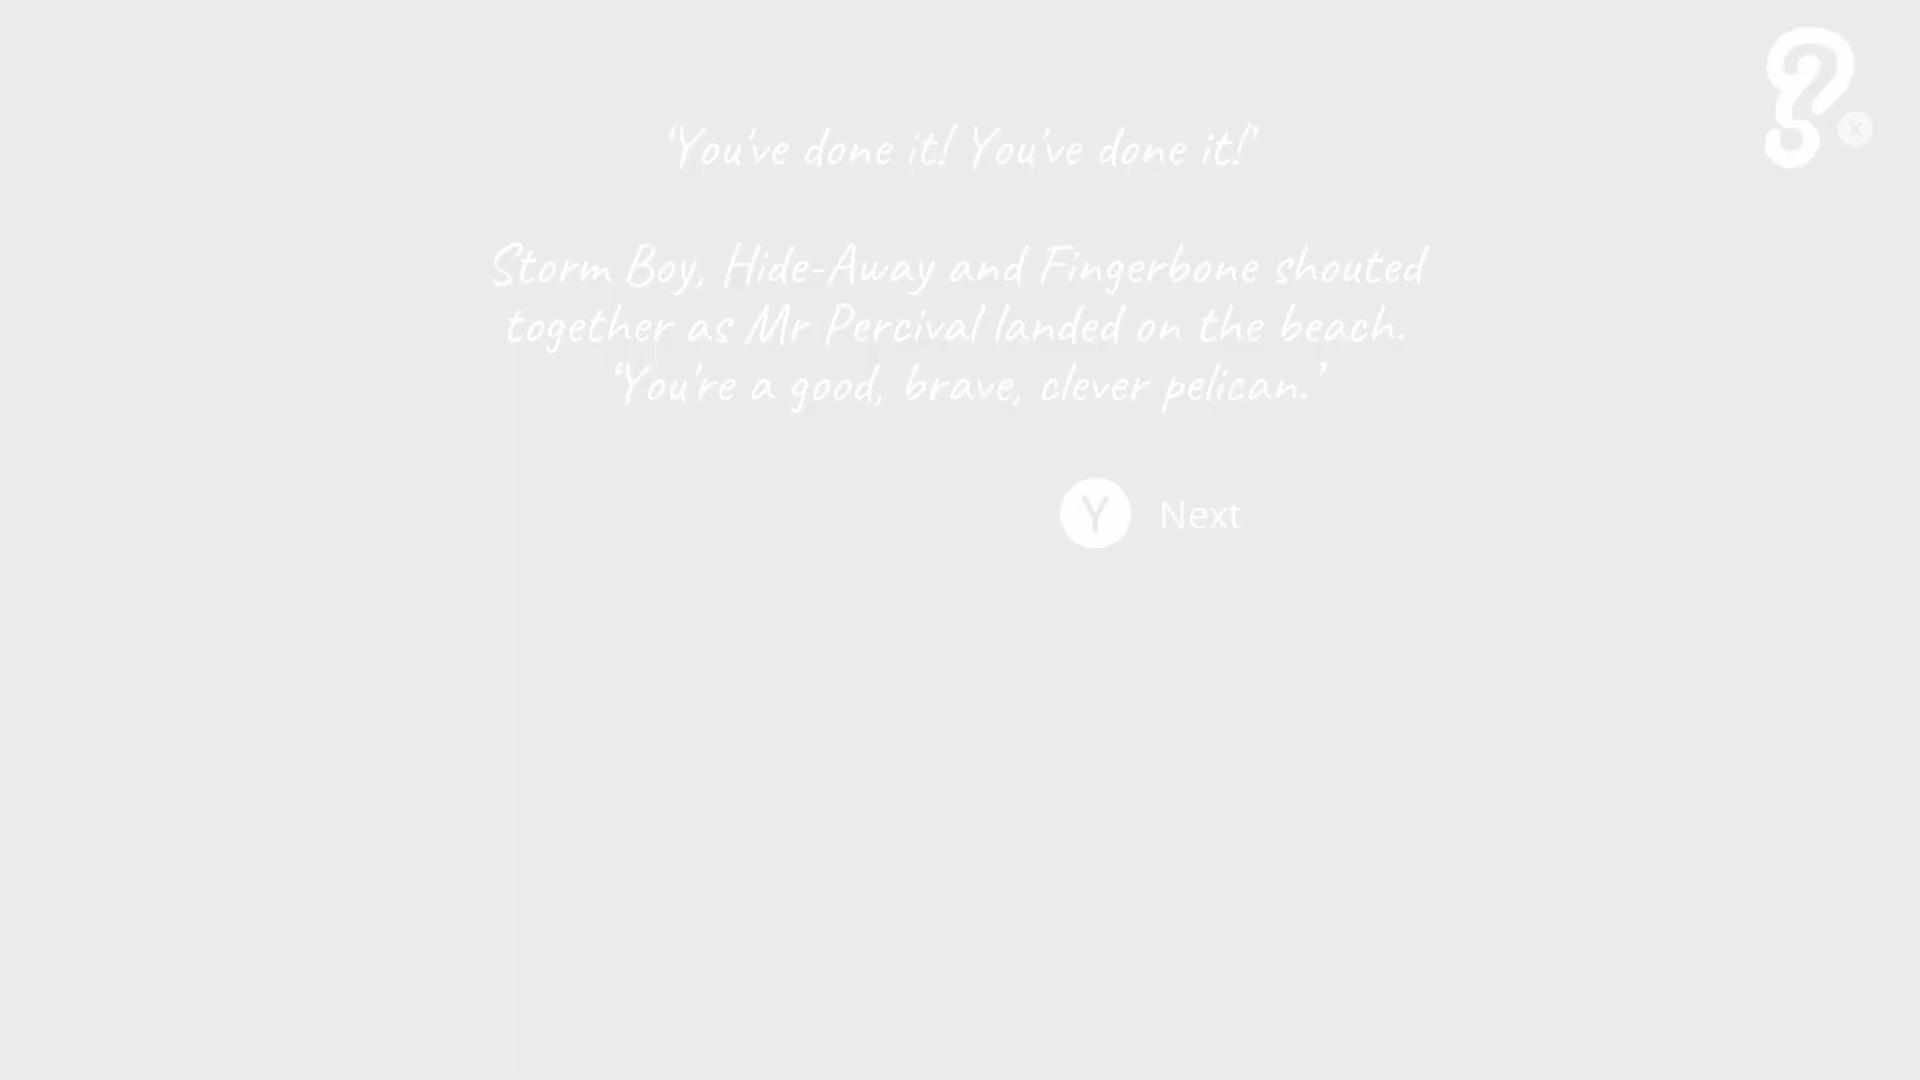 ‘You've done it! You've done it!’
Storm Boy, Hide-Away and Fingerbone shouted
together as Mr Percival landed on the beach.
‘You're a good, brave, clever pelican.’
Y Next
?
X